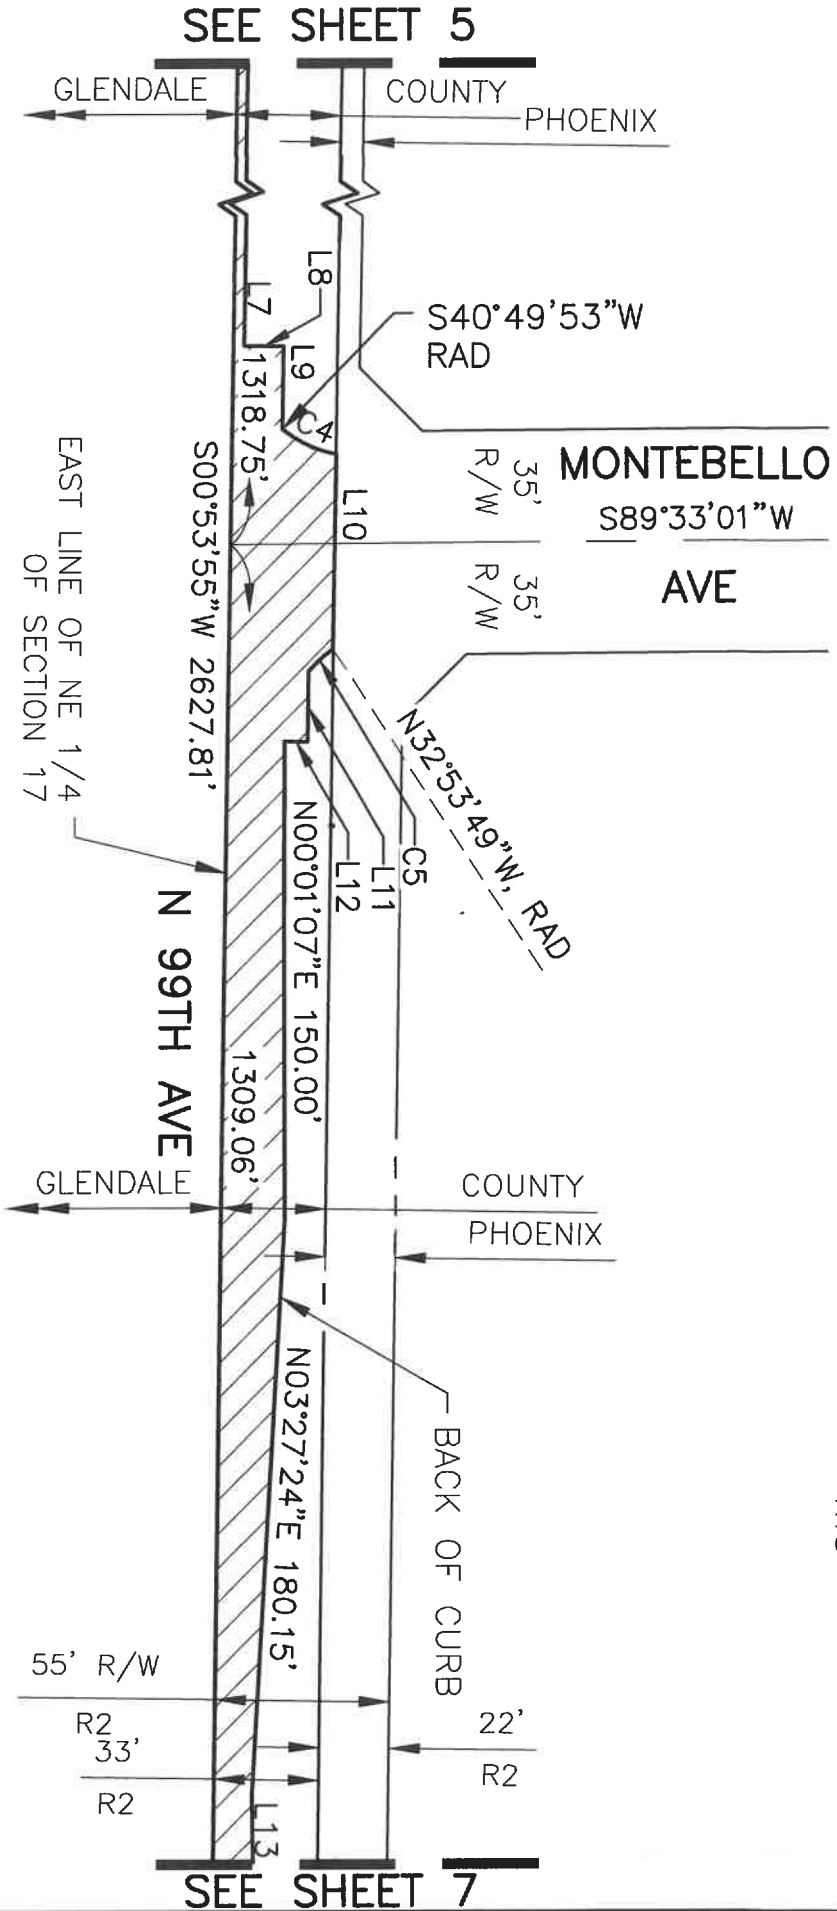 SEE SHEET 5
GLENDALE
COUNTY
PHOENIX
L8
L7
S40°49'53"W
RAD
L9
1318.75'
C4
L10
35'
R/W
MONTEBELLO
S89°33'01"W
35'
R/W
AVE
EAST LINE OF NE 1/4
OF SECTION 17
S00°53'55"W 2627.81'
N32°53'49"W, RAD
C5
L11
L12
N00°01'07"E 150.00'
N 99TH AVE
1309.06'
GLENDALE
COUNTY
PHOENIX
N03°27'24"E 180.15'
BACK OF CURB
55' R/W
R2
33'
R2
22'
R2
L13
SEE SHEET 7